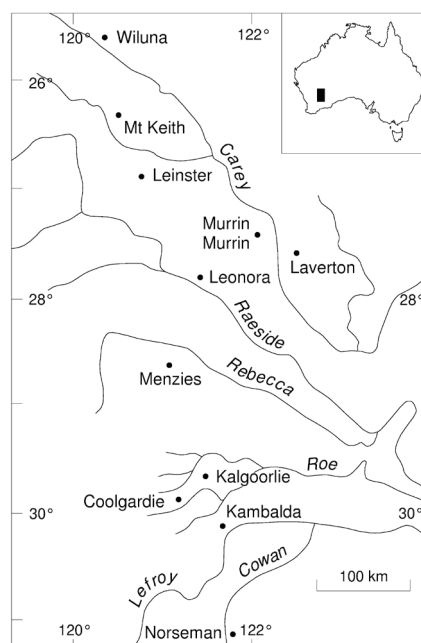 120°
122°
Wiluna
26°
Mt Keith
Carey
Leinster
Murrin
Murrin
Laverton
Leonora
28°
28°
Raeside
Rebecca
Menzies
Roe
Kalgoorlie
Coolgardie
Kambalda
30°
30°
Cowan
Lefroy
100 km
Norseman
120°
122°